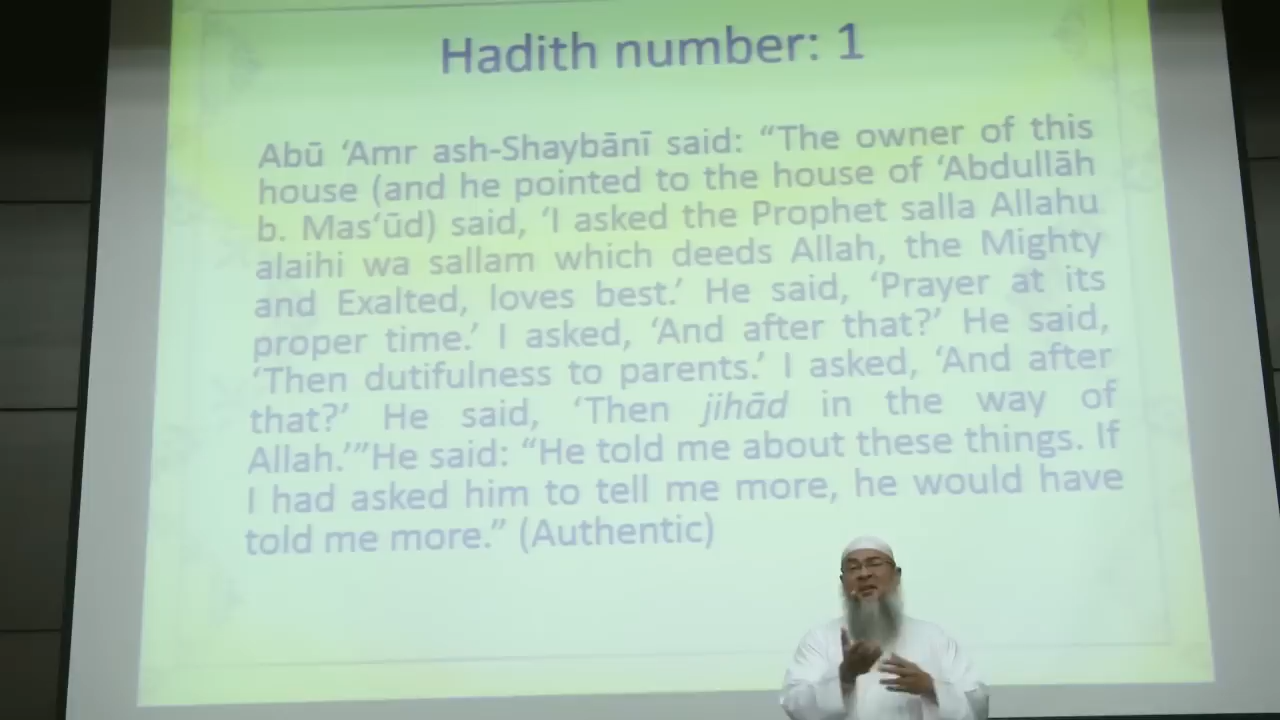 Hadith number: 1
Abū ‘Amr ash-Shaybānī said: “The owner of this
house (and he pointed to the house of ‘Abdullāh
b. Mas‘ūd) said, ‘I asked the Prophet salla Allahu
alaihi wa sallam which deeds Allah, the Mighty
and Exalted, loves best.’ He said, ‘Prayer at its
proper time.’ I asked, ‘And after that?’ He said,
‘Then dutifulness to parents.’ I asked, ‘And after
that?’ He said, ‘Then jihād in the way of
Allah.’”He said: “He told me about these things. If
I had asked him to tell me more, he would have
told me more.” (Authentic)